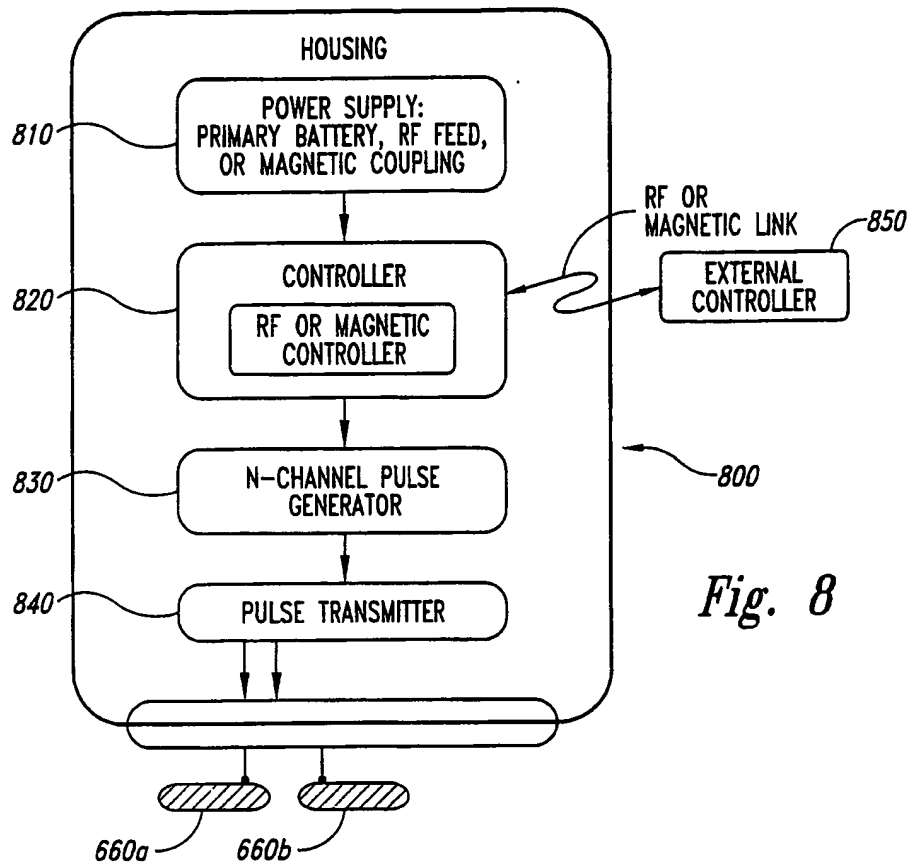 HOUSING
810
POWER SUPPLY:
PRIMARY BATTERY, RF FEED,
OR MAGNETIC COUPLING
RF OR
MAGNETIC LINK
850
820
CONTROLLER
EXTERNAL
CONTROLLER
RF OR MAGNETIC
CONTROLLER
830
N-CHANNEL PULSE
GENERATOR
800
840
PULSE TRANSMITTER
Fig. 8
660a
660b